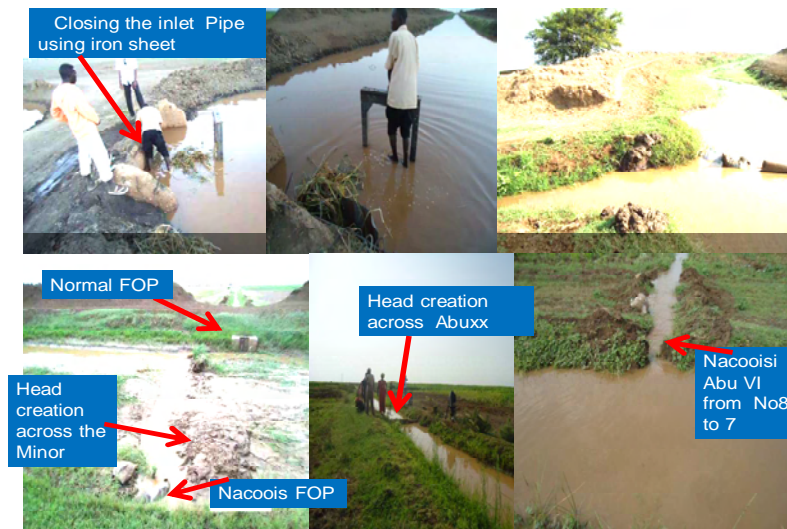 Closing the inlet Pipe
using iron sheet
Normal FOP
Head creation
across Abuxx
Head
creation
across the
Minor
Nacooisi
Abu VI
from No8
to 7
Nacoois FOP